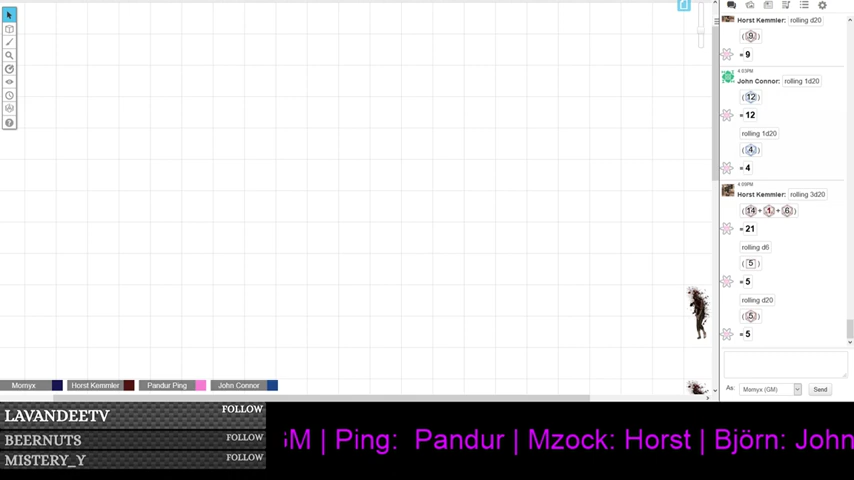 Horst Kemmler: rolling d20
(9)
= 9
4:03PM
John Connor: rolling 1d20
(12)
= 12
rolling 1d20
(4)
= 4
4:09PM
Horst Kemmler: rolling 3d20
(14+1+6)
= 21
rolling d6
(5)
= 5
rolling d20
(5)
= 5
As Mornyx (GM) Send
Mornyx Horst Kemmler Pandur Ping John Connor
LAVANDEETV FOLLOW
BEERNUTS FOLLOW
MISTERY_Y FOLLOW
GM | Ping: Pandur | Mzock: Horst | Björn: John